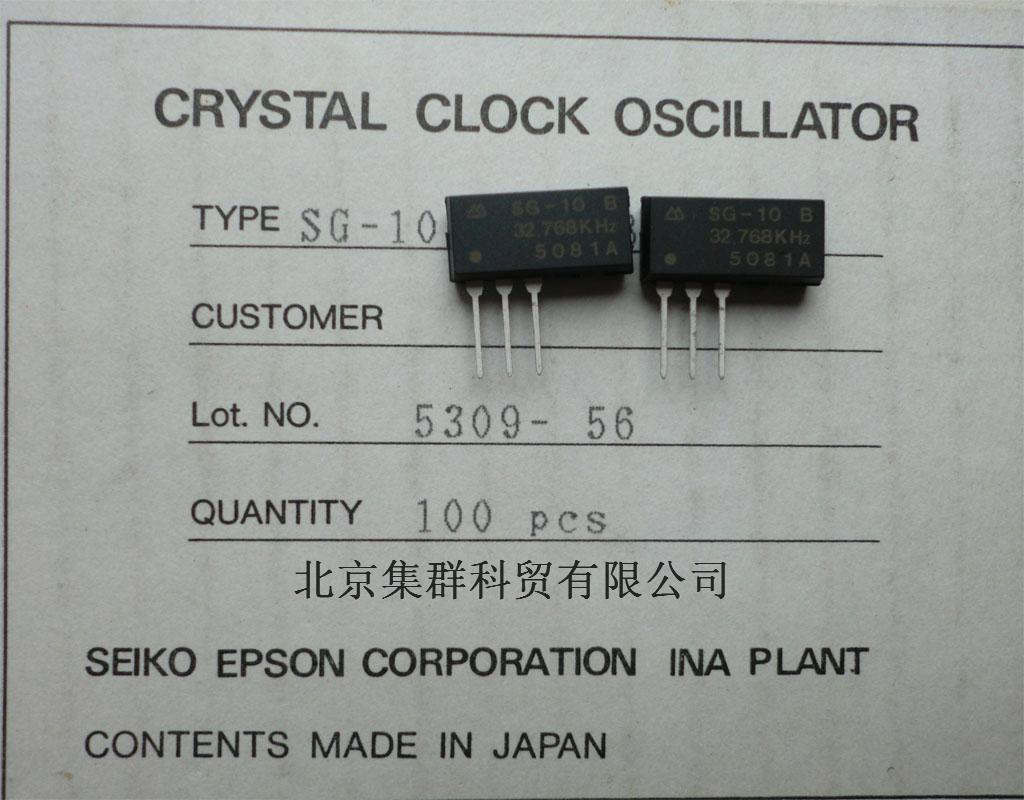 CRYSTAL CLOCK OSCILLATOR
TYPE SG-10
SG-10 B
32.768KHz
5081A
SG-10 B
32.768KHz
5081A
CUSTOMER
Lot. NO. 5309- 56
QUANTITY 100 pcs
北京集群科贸有限公司
SEIKO EPSON CORPORATION INA PLANT
CONTENTS MADE IN JAPAN